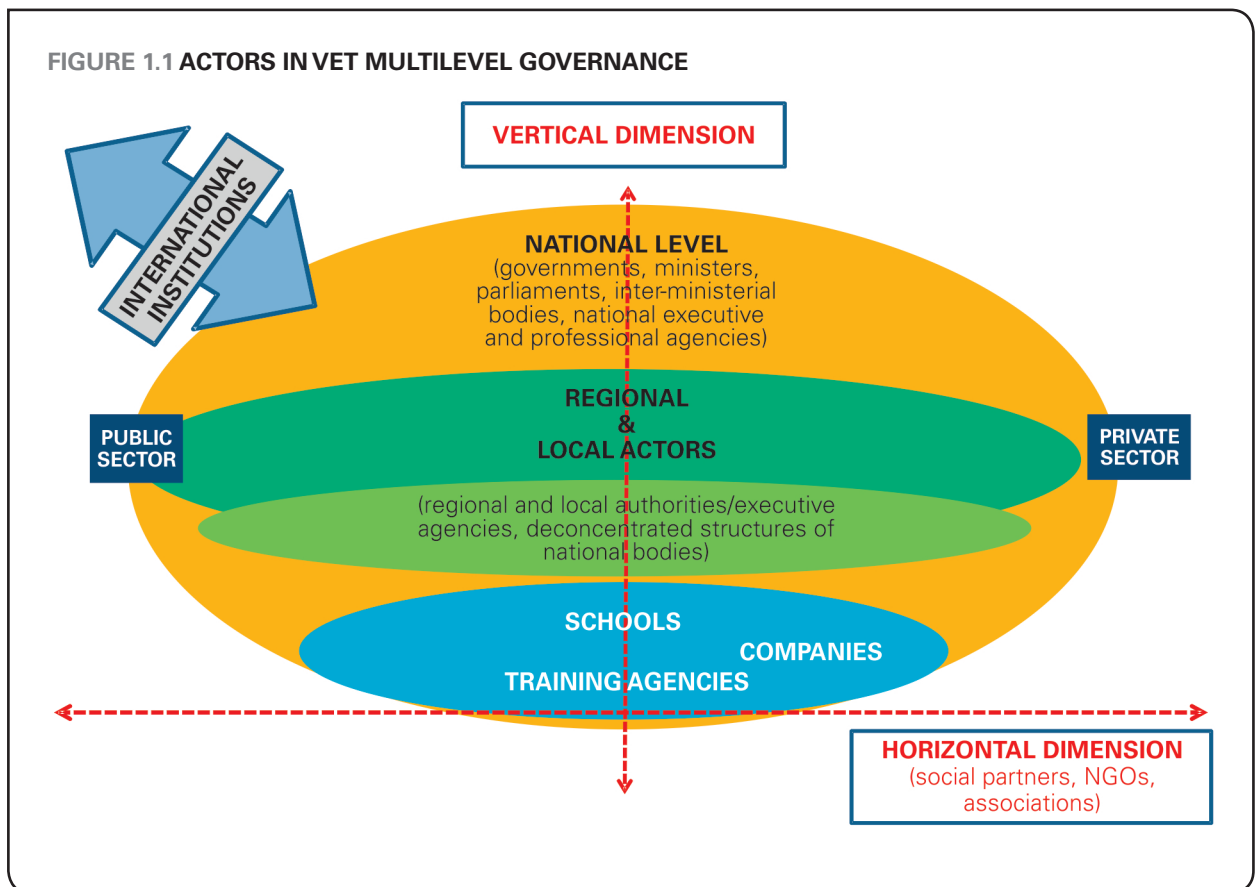 FIGURE 1.1 ACTORS IN VET MULTILEVEL GOVERNANCE
VERTICAL DIMENSION
INTERNATIONAL
INSTITUTIONS
NATIONAL LEVEL
(governments, ministers,
parliaments, inter-ministerial
bodies, national executive
and professional agencies)
PUBLIC
SECTOR
REGIONAL
&
LOCAL ACTORS
PRIVATE
SECTOR
(regional and local authorities/executive
agencies, deconcentrated structures of
national bodies)
SCHOOLS
COMPANIES
TRAINING AGENCIES
HORIZONTAL DIMENSION
(social partners, NGOs,
associations)